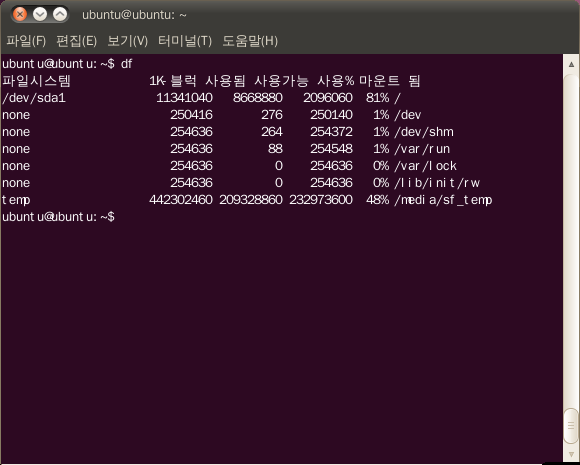 ubuntu@ubuntu: ~
파일(F) 편집(E) 보기(V) 터미널(T) 도움말(H)
ubuntu@ubuntu:~$ df
파일시스템 1K-블럭 사용됨 사용가능 사용% 마운트 됨
/dev/sda1 11341040 8668880 2096060 81% /
none 250416 276 250140 1% /dev
none 254636 264 254372 1% /dev/shm
none 254636 88 254548 1% /var/run
none 254636 0 254636 0% /var/lock
none 254636 0 254636 0% /lib/init/rw
temp 442302460 209328860 232973600 48% /media/sf_temp
ubuntu@ubuntu:~$